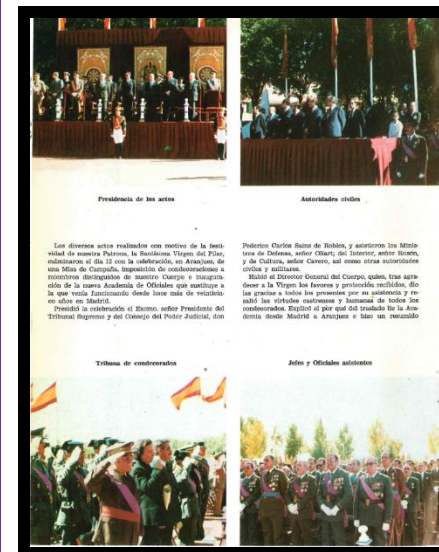 Presidencia de los actos
Autoridades civiles
Los diversos actos realizados con motivo de la festi-
vidad de nuestra Patrona, la Santísima Virgen del Pilar,
culminaron el día 12 con la celebración, en Aranjuez, de
una Misa de Campaña, imposición de condecoraciones a
miembros distinguidos de nuestro Cuerpo e inaugura-
ción de la nueva Academia de Oficiales que sustituye a
la que venía funcionando desde hace más de veinticin-
co años en Madrid.
Presidió la celebración el Excmo. señor Presidente del
Tribunal Supremo y del Consejo del Poder Judicial, don
Federico Carlos Sainz de Robles, y asistieron los Minis-
tros de Defensa, señor Oliart; del Interior, señor Rosón,
y de Cultura, señor Cavero, así como otras autoridades
civiles y militares.
Habló el Director General del Cuerpo, quien, tras agra-
decer a la Virgen los favores y protección recibidos, dio
las gracias a todos los presentes por su asistencia y re-
saltó las virtudes castrenses y humanas de todos los
condecorados. Explicó el por qué del traslado de la Aca-
demia desde Madrid a Aranjuez e hizo un resumido
Tribuna de condecorados
Jefes y Oficiales asistentes